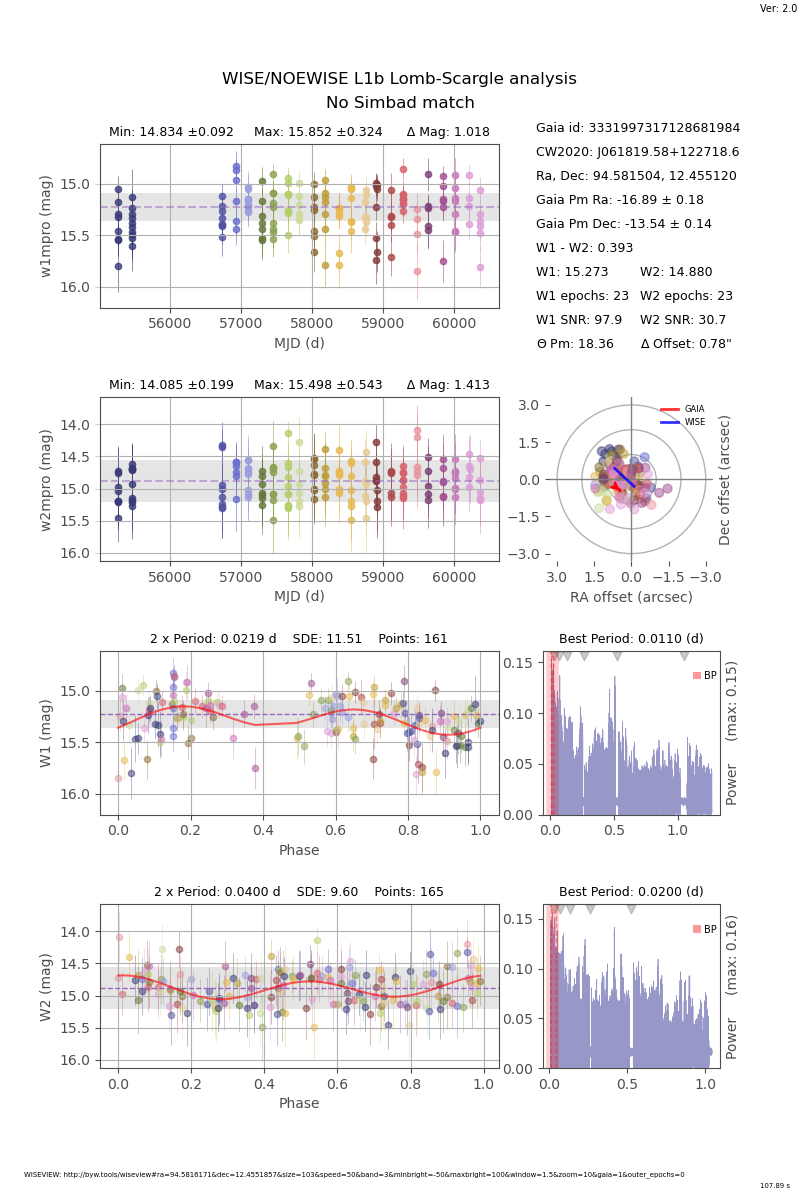 Ver: 2.0
WISE/NOEWISE L1b Lomb-Scargle analysis
No Simbad match
Min: 14.834 ±0.092 Max: 15.852 ±0.324 Δ Mag: 1.018
15.0
15.5
16.0
w1mpro (mag)
56000 57000 58000 59000 60000
MJD (d)
Gaia id: 3331997317128681984
CW2020: J061819.58+122718.6
Ra, Dec: 94.581504, 12.455120
Gaia Pm Ra: -16.89 ± 0.18
Gaia Pm Dec: -13.54 ± 0.14
W1 - W2: 0.393
W1: 15.273 W2: 14.880
W1 epochs: 23 W2 epochs: 23
W1 SNR: 97.9 W2 SNR: 30.7
Θ Pm: 18.36 Δ Offset: 0.78"
Min: 14.085 ±0.199 Max: 15.498 ±0.543 Δ Mag: 1.413
14.0
14.5
15.0
15.5
16.0
w2mpro (mag)
56000 57000 58000 59000 60000
MJD (d)
GAIA
WISE
3.0
1.5
0.0
−1.5
−3.0
Dec offset (arcsec)
3.0 1.5 0.0 −1.5 −3.0
RA offset (arcsec)
2 x Period: 0.0219 d SDE: 11.51 Points: 161
15.0
15.5
16.0
W1 (mag)
0.0 0.2 0.4 0.6 0.8 1.0
Phase
Best Period: 0.0110 (d)
BP
0.15
0.10
0.05
0.00
Power (max: 0.15)
0.0 0.5 1.0
2 x Period: 0.0400 d SDE: 9.60 Points: 165
14.0
14.5
15.0
15.5
16.0
W2 (mag)
0.0 0.2 0.4 0.6 0.8 1.0
Phase
Best Period: 0.0200 (d)
BP
0.15
0.10
0.05
0.00
Power (max: 0.16)
0.0 0.5 1.0
WISEVIEW: http://byw.tools/wiseview#ra=94.5816171&dec=12.4551857&size=103&speed=50&band=3&minbright=-50&maxbright=100&window=1.5&zoom=10&gaia=1&outer_epochs=0
107.89 s